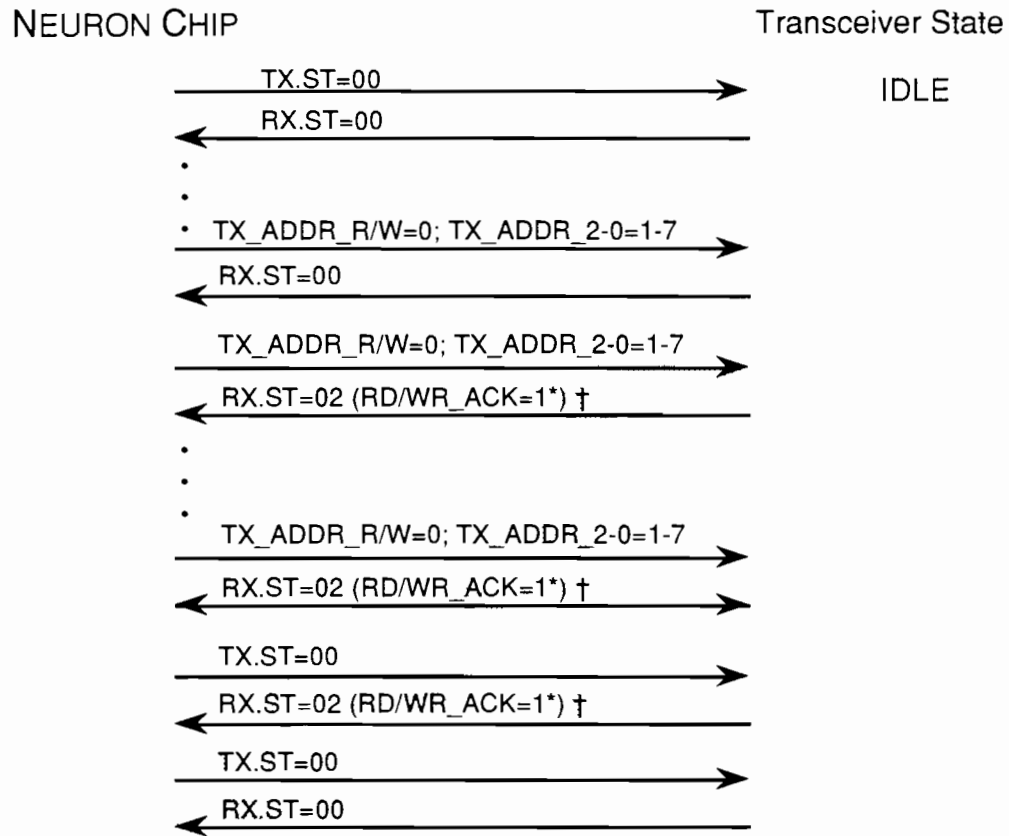 NEURON CHIP
Transceiver State
TX.ST=00
IDLE
RX.ST=00
TX_ADDR_R/W=0; TX_ADDR_2-0=1-7
RX.ST=00
TX_ADDR_R/W=0; TX_ADDR_2-0=1-7
RX.ST=02 (RD/WR_ACK=1*) †
TX_ADDR_R/W=0; TX_ADDR_2-0=1-7
RX.ST=02 (RD/WR_ACK=1*) †
TX.ST=00
RX.ST=02 (RD/WR_ACK=1*) †
TX.ST=00
RX.ST=00